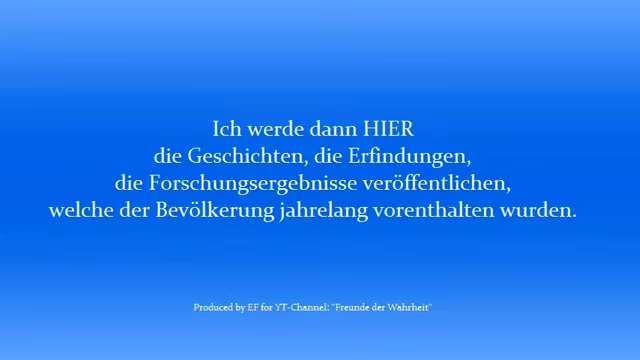 Ich werde dann HIER
die Geschichten, die Erfindungen,
die Forschungsergebnisse veröffentlichen,
welche der Bevölkerung jahrelang vorenthalten wurden.
Produced by EF for YT-Channel: "Freunde der Wahrheit"